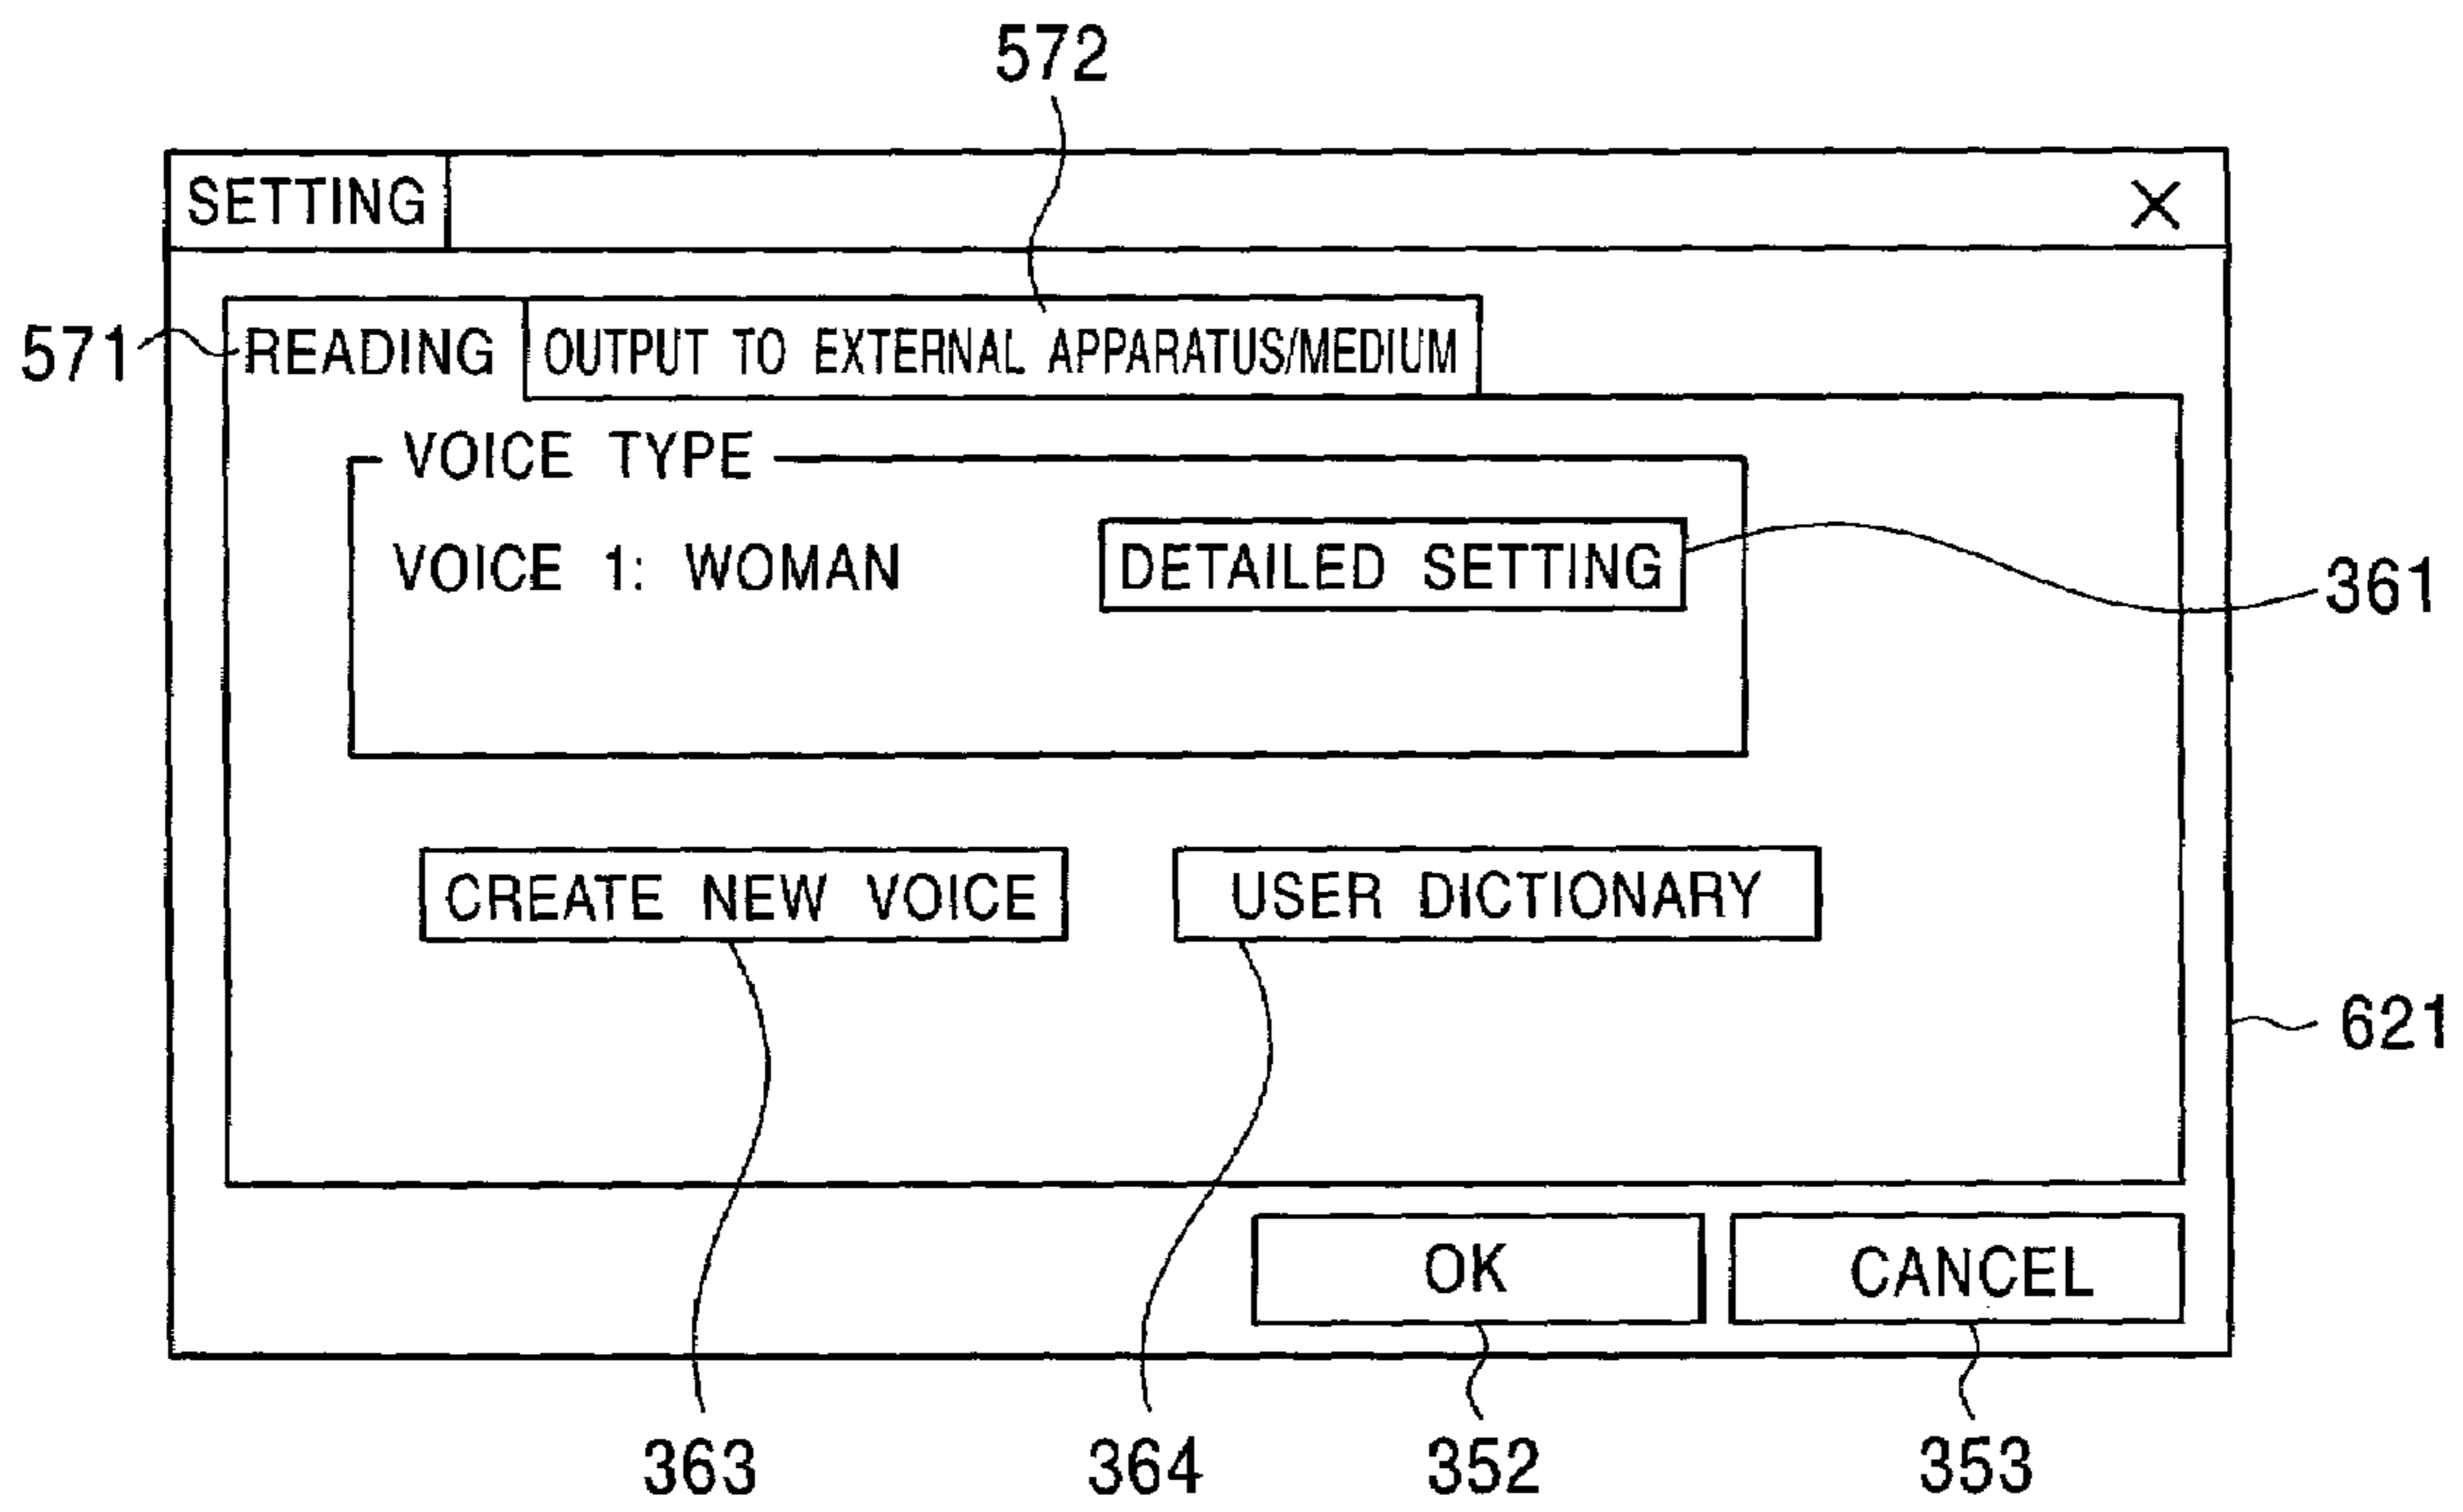 572
SETTING X
571 READING OUTPUT TO EXTERNAL APPARATUS/MEDIUM
VOICE TYPE
VOICE 1: WOMAN DETAILED SETTING
361
CREATE NEW VOICE USER DICTIONARY
621
OK CANCEL
363 364 352 353